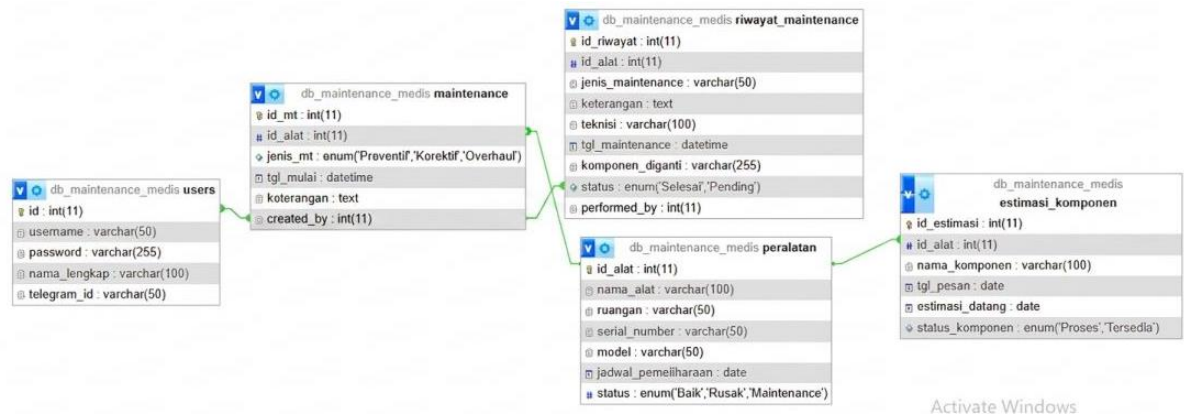 db_maintenance_medis users
id : int(11)
username : varchar(50)
password : varchar(255)
nama_lengkap : varchar(100)
telegram_id : varchar(50)
db_maintenance_medis maintenance
id_mt : int(11)
id_alat : int(11)
jenis_mt : enum('Preventif','Korektif','Overhaul')
tgl_mulai : datetime
koterangan : text
created_by : int(11)
db_maintenance_medis riwayat_maintenance
id_riwayat : int(11)
id_alat : int(11)
jenis_maintenance : varchar(50)
keterangan : text
teknisi : varchar(100)
tgl_maintenance : datetime
komponen_diganti : varchar(255)
status : enum('Selesai','Pending')
performed_by : int(11)
db_maintenance_medis peralatan
id_alat : int(11)
nama_alat : varchar(100)
ruangan : varchar(50)
serial_number : varchar(50)
model : varchar(50)
jadwal_pemeiiharaan : date
status : enum('Baik','Rusak','Maintenance')
db_maintenance_medis
estimasi_komponen
id_estimasi : int(11)
id_alat : int(11)
nama_komponen : varchar(100)
tgl_pesan : date
estimasi_datang : date
status_komponen : enum('Proses','Tersedla')
Activate Windows